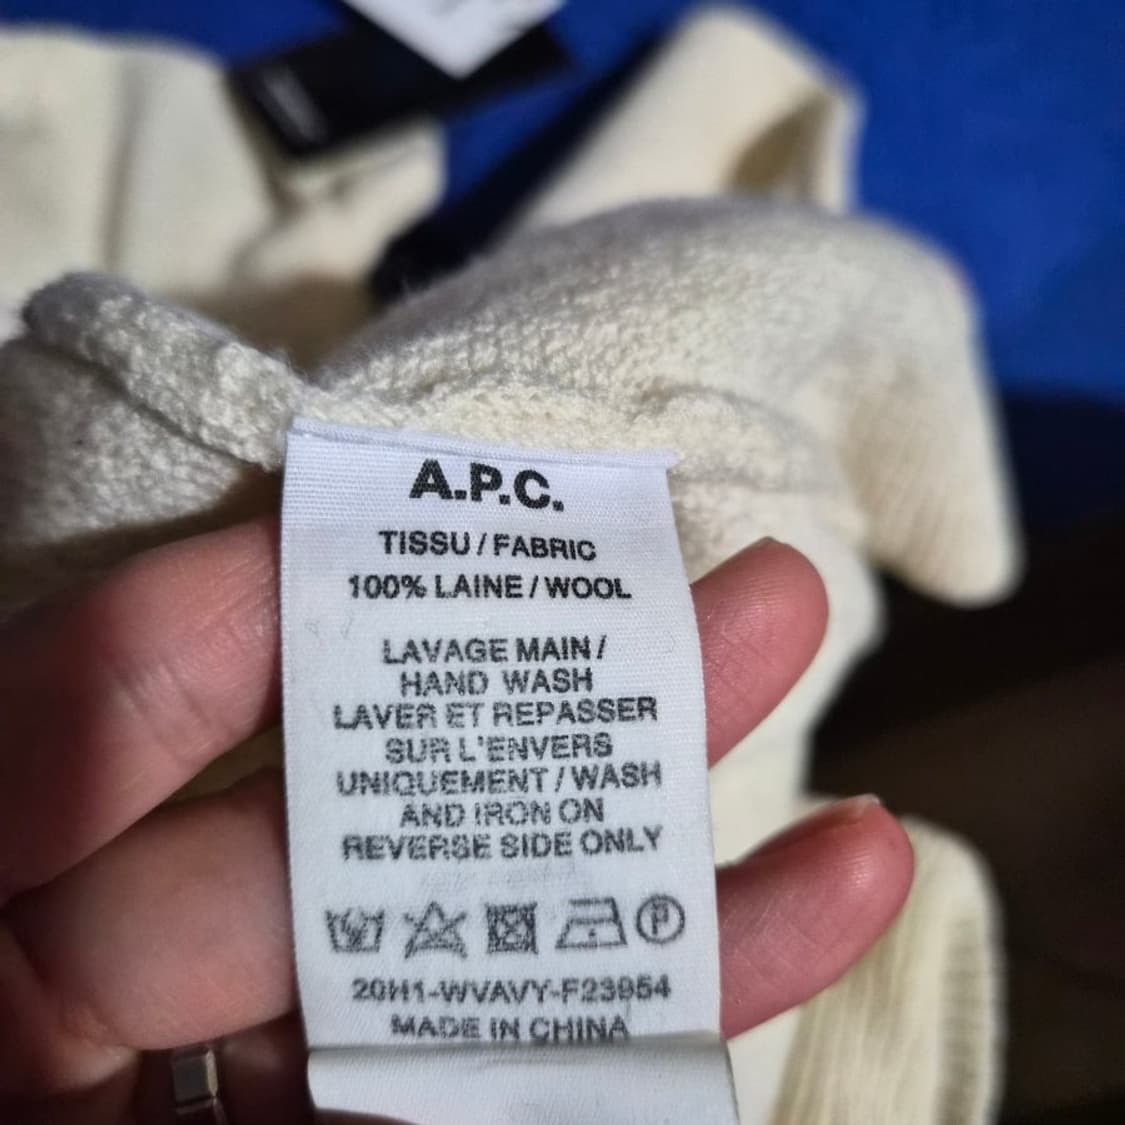 A.P.C.
TISSU / FABRIC
100% LAINE / WOOL
LAVAGE MAIN /
HAND WASH
LAVER ET REPASSER
SUR L'ENVERS
UNIQUEMENT / WASH
AND IRON ON
REVERSE SIDE ONLY
P
20H1-WVAVY-F23954
MADE IN CHINA